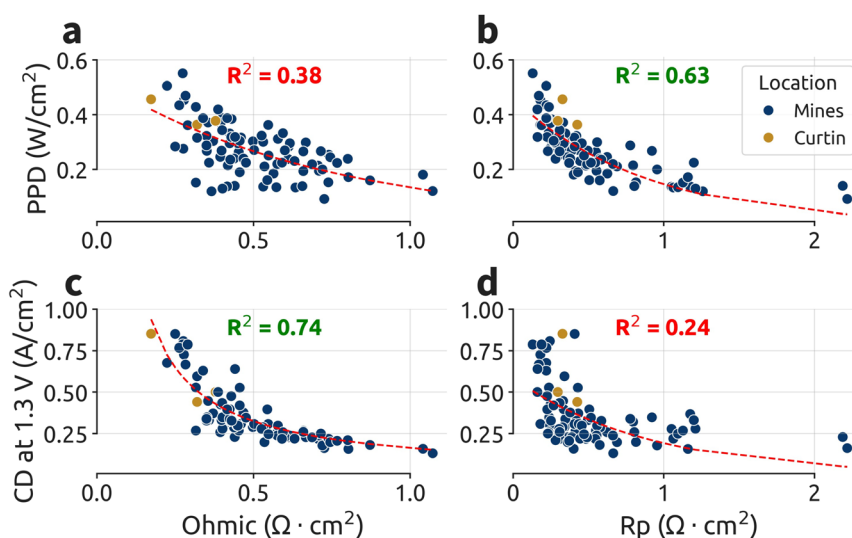 a
R² = 0.38
PPD (W/cm²)
0.6
0.4
0.2
0.0
0.5
1.0
b
R² = 0.63
0.6
0.4
0.2
0
1
2
Location
Mines
Curtin
c
R² = 0.74
CD at 1.3 V (A/cm²)
1.00
0.75
0.50
0.25
0.0
0.5
1.0
Ohmic (Ω · cm²)
d
R² = 0.24
1.00
0.75
0.50
0.25
0
1
2
Rp (Ω · cm²)